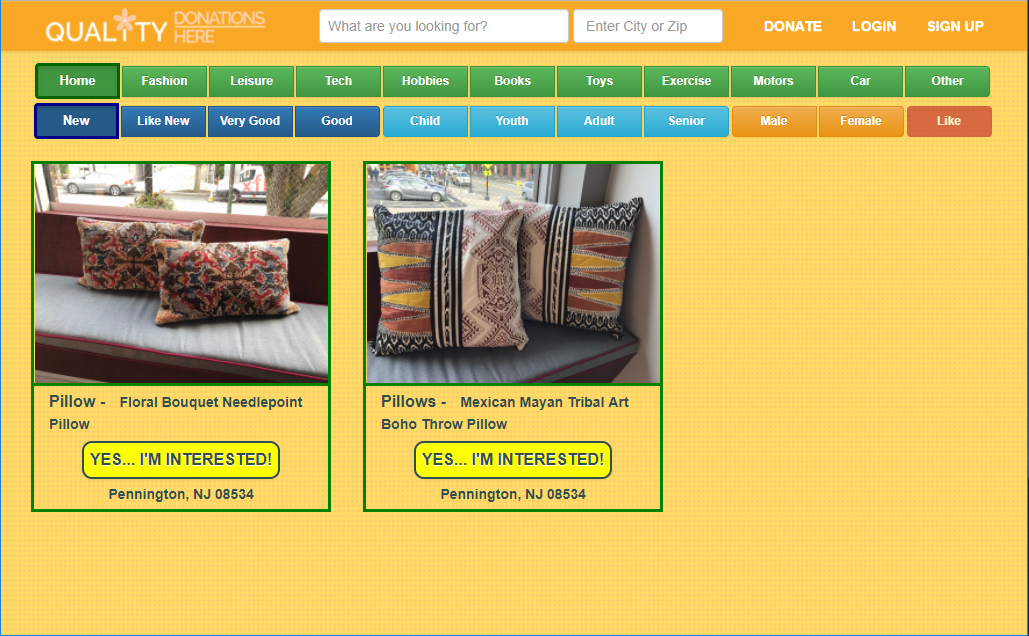 QUALITY DONATIONS HERE
What are you looking for?
Enter City or Zip
DONATE
LOGIN
SIGN UP
Home
Fashion
Leisure
Tech
Hobbies
Books
Toys
Exercise
Motors
Car
Other
New
Like New
Very Good
Good
Child
Youth
Adult
Senior
Male
Female
Like
Pillow - Floral Bouquet Needlepoint
Pillow
YES... I'M INTERESTED!
Pennington, NJ 08534
Pillows - Mexican Mayan Tribal Art
Boho Throw Pillow
YES... I'M INTERESTED!
Pennington, NJ 08534